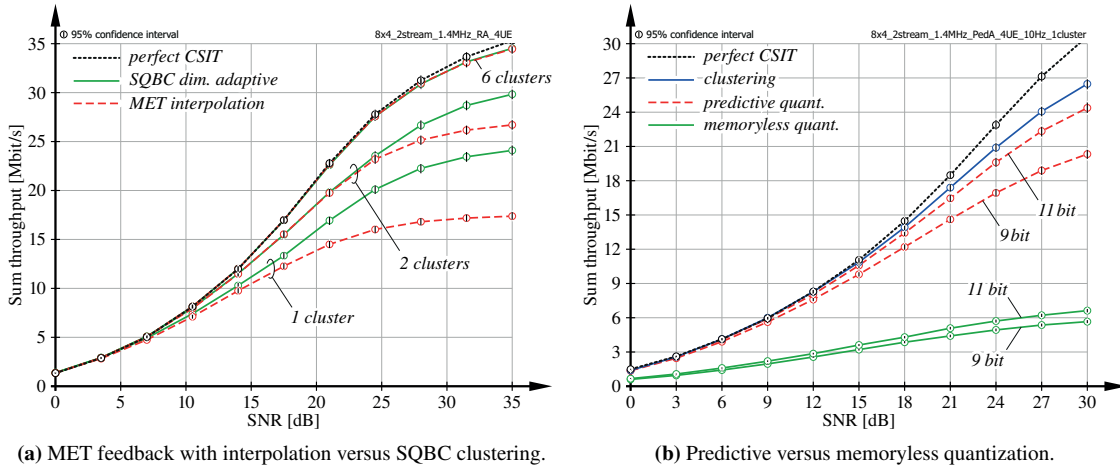 95% confidence interval
8x4_2stream_1.4MHz_RA_4UE
perfect CSIT
SQBC dim. adaptive
MET interpolation
6 clusters
2 clusters
1 cluster
Sum throughput [Mbit/s]
35
30
25
20
15
10
5
0
0 5 10 15 20 25 30 35
SNR [dB]
(a) MET feedback with interpolation versus SQBC clustering.
95% confidence interval
8x4_2stream_1.4MHz_PedA_4UE_10Hz_1cluster
perfect CSIT
clustering
predictive quant.
memoryless quant.
11 bit
9 bit
11 bit
9 bit
Sum throughput [Mbit/s]
30
27
24
21
18
15
12
9
6
3
0
0 3 6 9 12 15 18 21 24 27 30
SNR [dB]
(b) Predictive versus memoryless quantization.